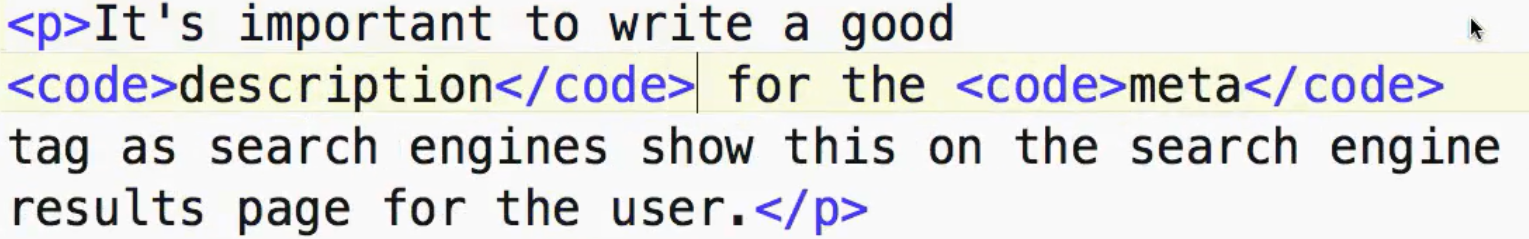 <p>It's important to write a good
<code>description</code> for the <code>meta</code>
tag as search engines show this on the search engine
results page for the user.</p>